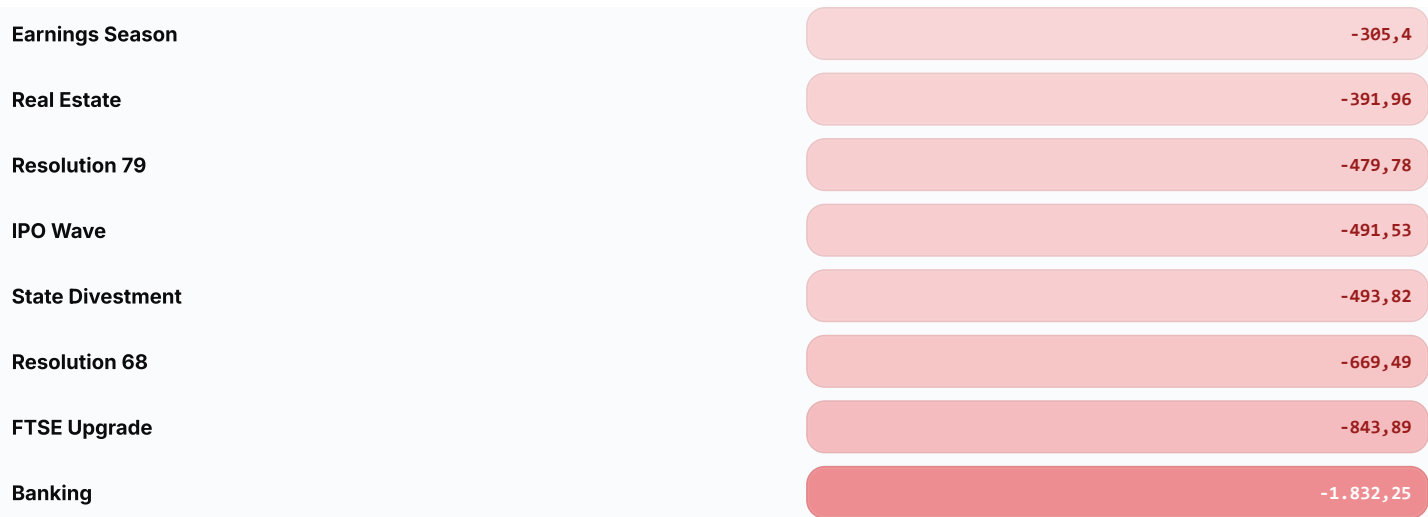 Earnings Season -305,4
Real Estate -391,96
Resolution 79 -479,78
IPO Wave -491,53
State Divestment -493,82
Resolution 68 -669,49
FTSE Upgrade -843,89
Banking -1.832,25